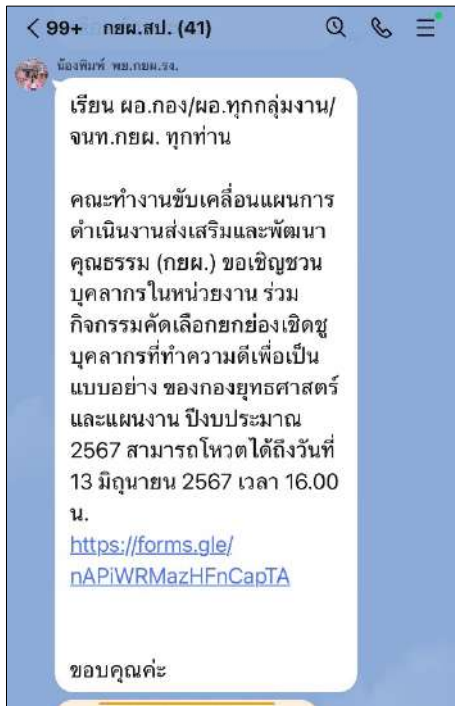 99+ กยผ.สป. (41)
น้องพิมพ์ พย.กยผ.รง.
เรียน ผอ.กอง/ผอ.ทุกกลุ่มงาน/
จนท.กยผ. ทุกท่าน
คณะทำงานขับเคลื่อนแผนการ
ดำเนินงานส่งเสริมและพัฒนา
คุณธรรม (กยผ.) ขอเชิญชวน
บุคลากรในหน่วยงาน ร่วม
กิจกรรมคัดเลือกยกย่องเชิดชู
บุคลากรที่ทำความดีเพื่อเป็น
แบบอย่าง ของกองยุทธศาสตร์
และแผนงาน ปีงบประมาณ
2567 สามารถโหวตได้ถึงวันที่
13 มิถุนายน 2567 เวลา 16.00
น.
https://forms.gle/
nAPiWRMazHFnCapTA
ขอบคุณค่ะ